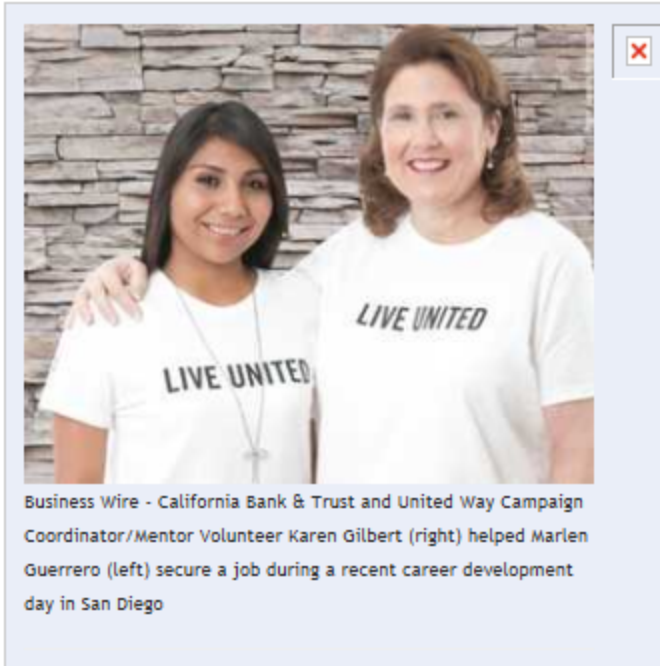 LIVE UNITED
LIVE UNITED
Business Wire - California Bank & Trust and United Way Campaign
Coordinator/Mentor Volunteer Karen Gilbert (right) helped Marlen
Guerrero (left) secure a job during a recent career development
day in San Diego